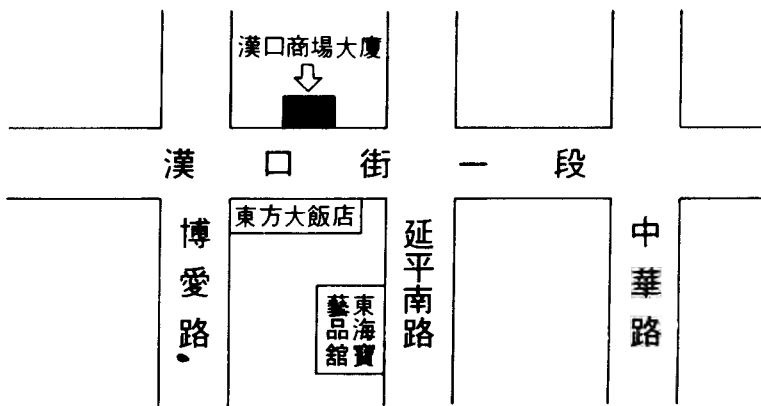 漢口商場大廈
漢口街一段
東方大飯店
博愛路
東海寶
藝品舘
延平南路
中華路